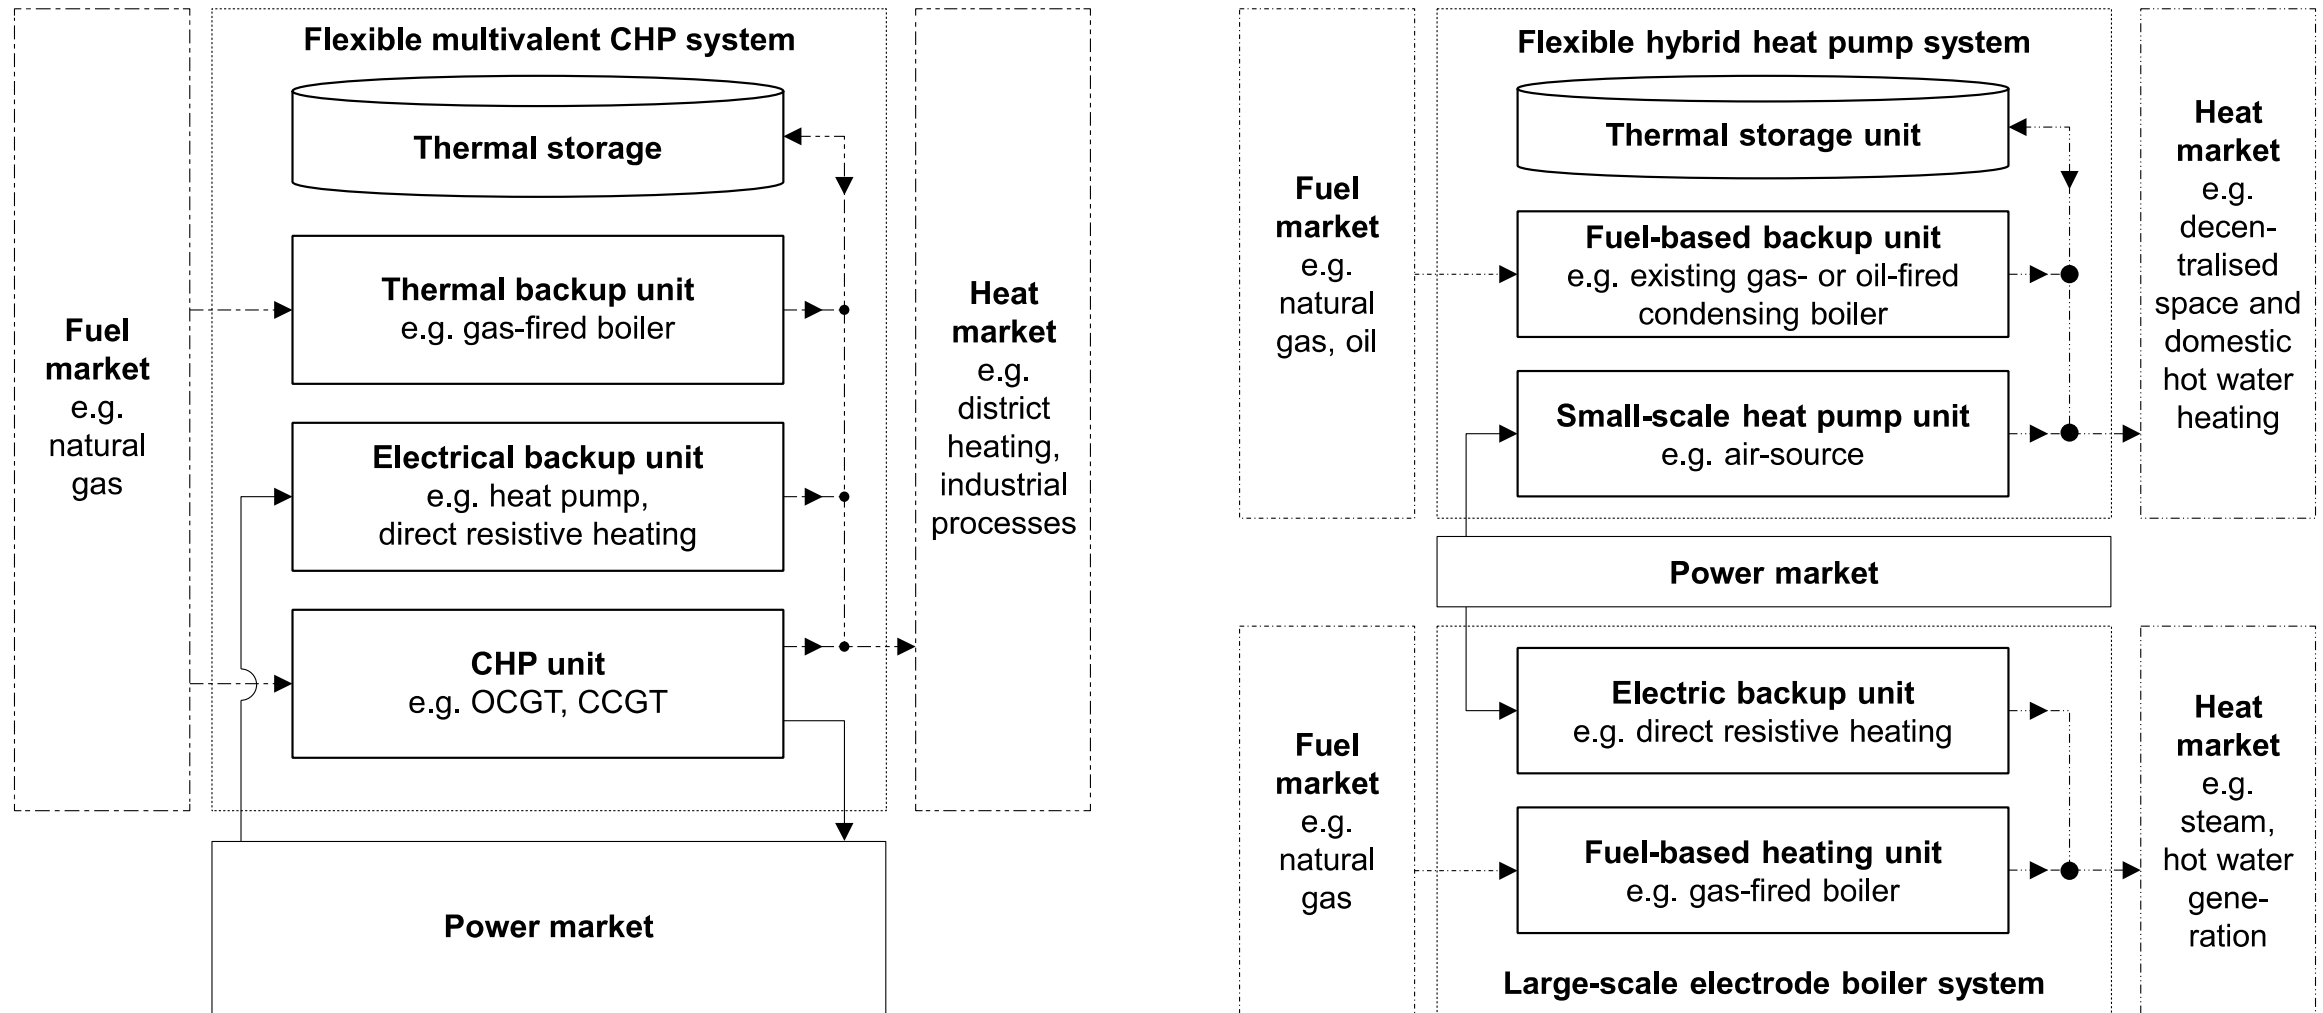 Flexible multivalent CHP system
Thermal storage
Thermal backup unit
e.g. gas-fired boiler
Electrical backup unit
e.g. heat pump,
direct resistive heating
CHP unit
e.g. OCGT, CCGT
Fuel
market
e.g.
natural
gas
Heat
market
e.g.
district
heating,
industrial
processes
Power market
Flexible hybrid heat pump system
Thermal storage unit
Fuel-based backup unit
e.g. existing gas- or oil-fired
condensing boiler
Small-scale heat pump unit
e.g. air-source
Fuel
market
e.g.
natural
gas, oil
Heat
market
e.g.
decen-
tralised
space and
domestic
hot water
heating
Power market
Fuel
market
e.g.
natural
gas
Electric backup unit
e.g. direct resistive heating
Fuel-based heating unit
e.g. gas-fired boiler
Large-scale electrode boiler system
Heat
market
e.g.
steam,
hot water
gene-
ration